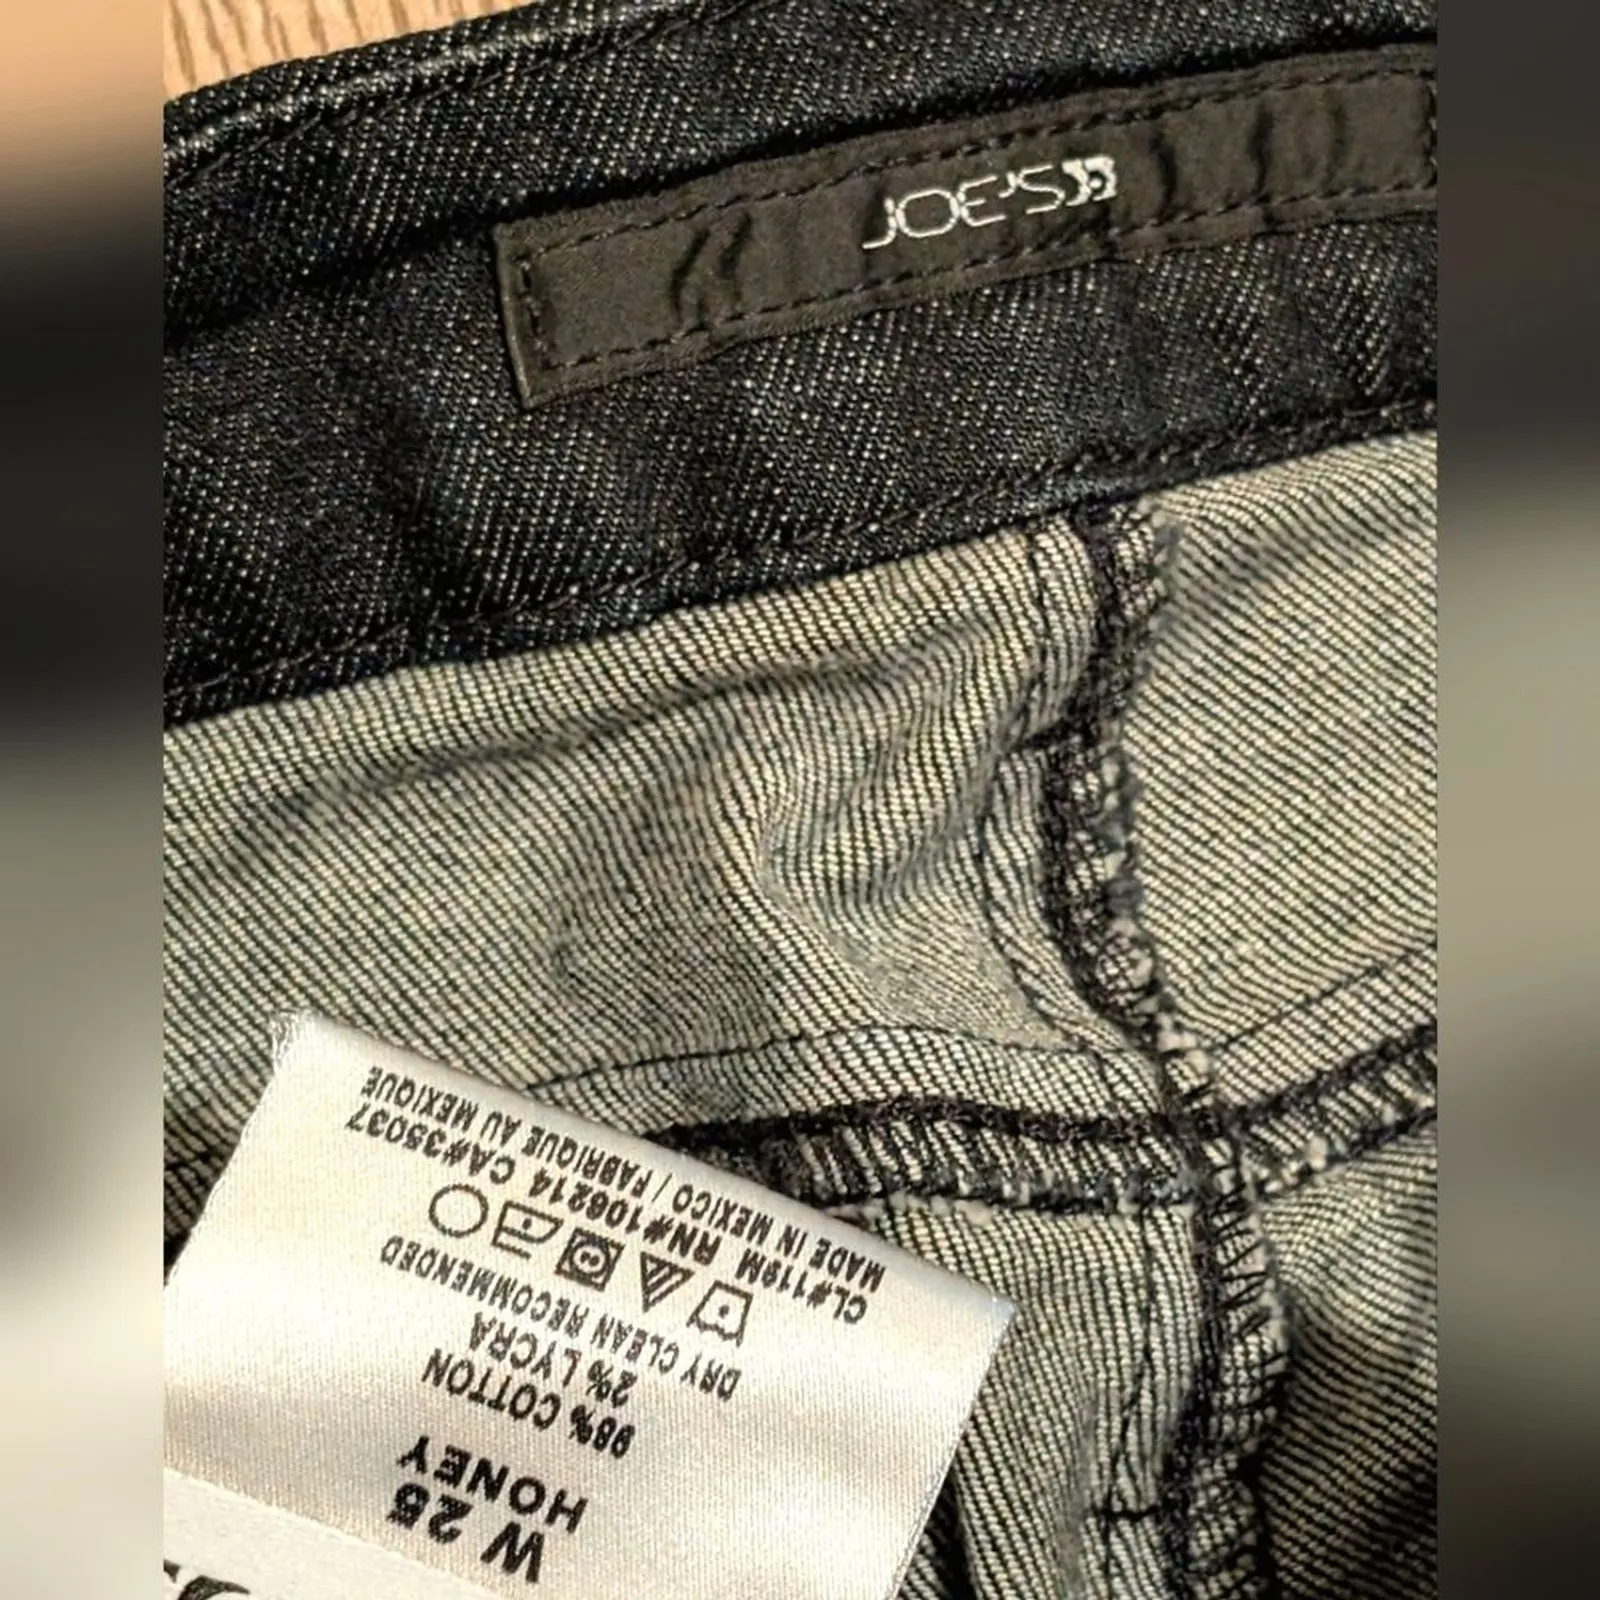 JOE'S
W 25
HONEY
98% COTTON
2% LYCRA
DRY CLEAN RECOMMENDED
CL#119M RN#106214 CA#35037
MADE IN MEXICO / FABRIQUE AU MEXIQUE